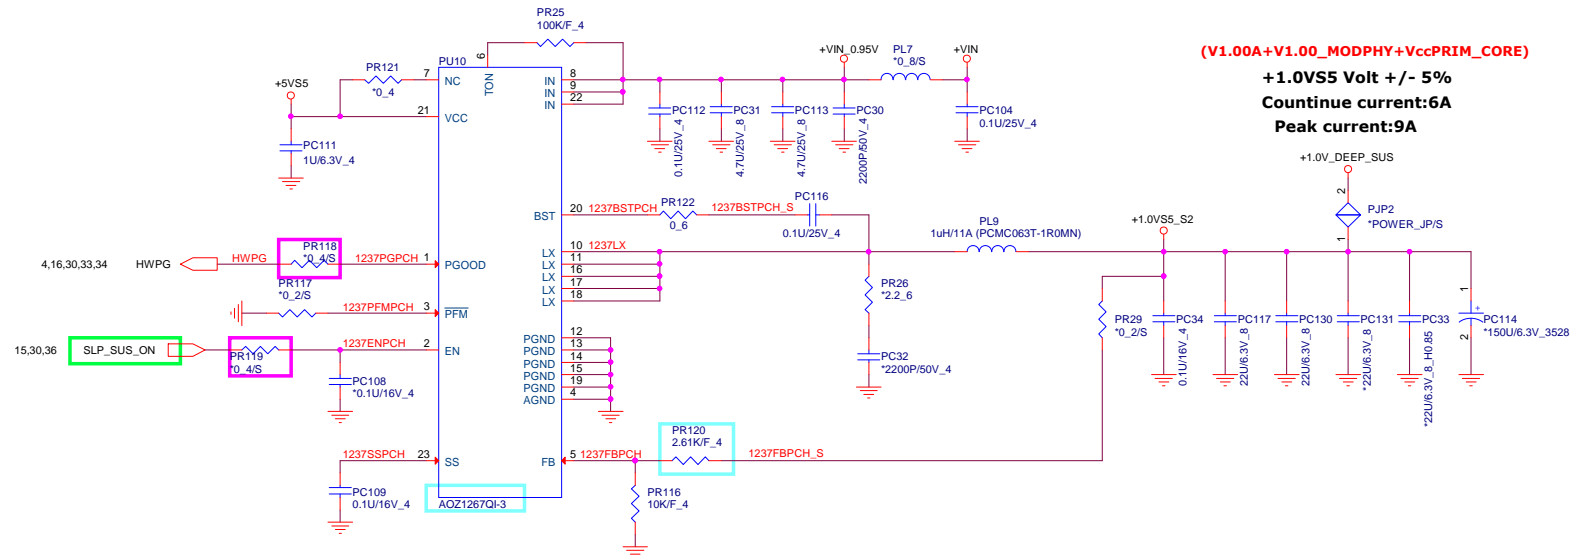 PR25
100K/F_4
(V1.00A+V1.00_MODPHY+VccPRIM_CORE)
+1.0VS5 Volt +/- 5%
Countinue current:6A
Peak current:9A
+VIN_0.95V
PL7
*0_8/S
+VIN
PU10
6
TON
PR121
*0_4
7
NC
+5VS5
21
VCC
PC111
1U/6.3V_4
IN
8
IN
9
IN
22
PC112
0.1U/25V_4
PC31
4.7U/25V_8
PC113
4.7U/25V_8
PC30
2200P/50V_4
PC104
0.1U/25V_4
+1.0V_DEEP_SUS
2
PJP2
*POWER_JP/S
1
BST
20
1237BSTPCH
PR122
0_6
1237BSTPCH_S
PC116
0.1U/25V_4
+1.0VS5_S2
PL9
1uH/11A (PCMC063T-1R0MN)
LX
10
1237LX
LX
11
LX
16
LX
17
LX
18
4,16,30,33,34
HWPG
HWPG
PR118
*0_4/S
1237PGPCH
1
PGOOD
PR117
*0_2/S
1237PFMPCH
3
PFM
15,30,36
SLP_SUS_ON
PR119
*0_4/S
1237ENPCH
2
EN
PC108
*0.1U/16V_4
PR26
*2.2_6
PC32
*2200P/50V_4
PGND
12
PGND
13
PGND
14
PGND
15
PGND
19
AGND
4
PR29
*0_2/S
PC34
0.1U/16V_4
PC117
22U/6.3V_8
PC130
22U/6.3V_8
PC131
*22U/6.3V_8
PC33
*22U/6.3V_8_H0.85
1
+
PC114
*150U/6.3V_3528
2
1237SSPCH
23
SS
PC109
0.1U/16V_4
AOZ1267QI-3
FB
5
1237FBPCH
PR120
2.61K/F_4
1237FBPCH_S
PR116
10K/F_4